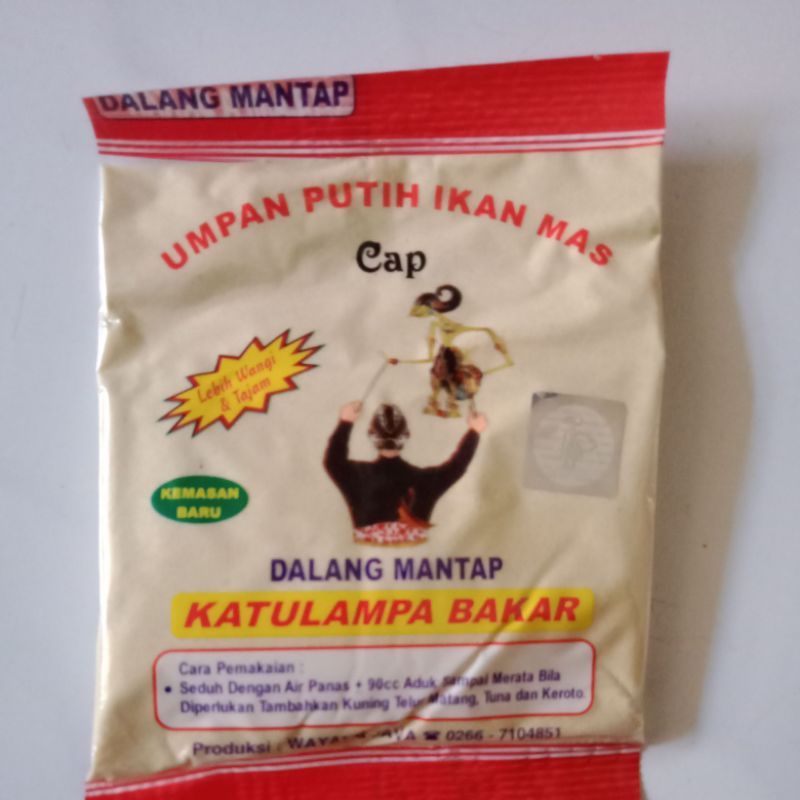 DALANG MANTAP
UMPAN PUTIH IKAN MAS
Cap
Lebih Wangi
& Tajam
KEMASAN
BARU
DALANG MANTAP
KATULAMPA BAKAR
Cara Pemakaian :
• Seduh Dengan Air Panas + 90cc Aduk Sampai Merata Bila
Diperlukan Tambahkan Kuning Telur Matang, Tuna dan Keroto.
Produksi : ☎ 0266 - 7104851